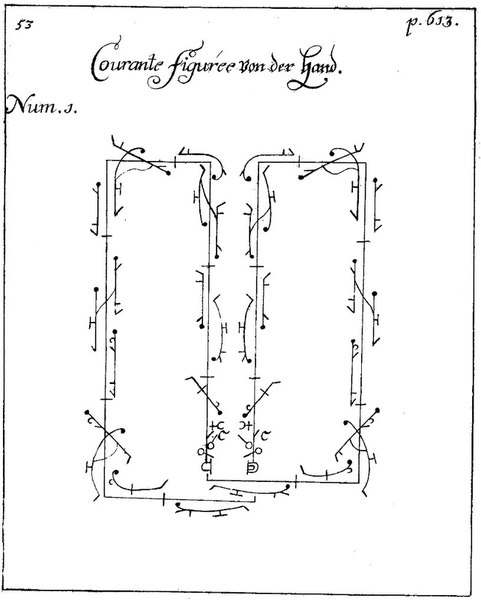 53
p. 613.
Courante figurée von der Hand.
Num. 1.
C C